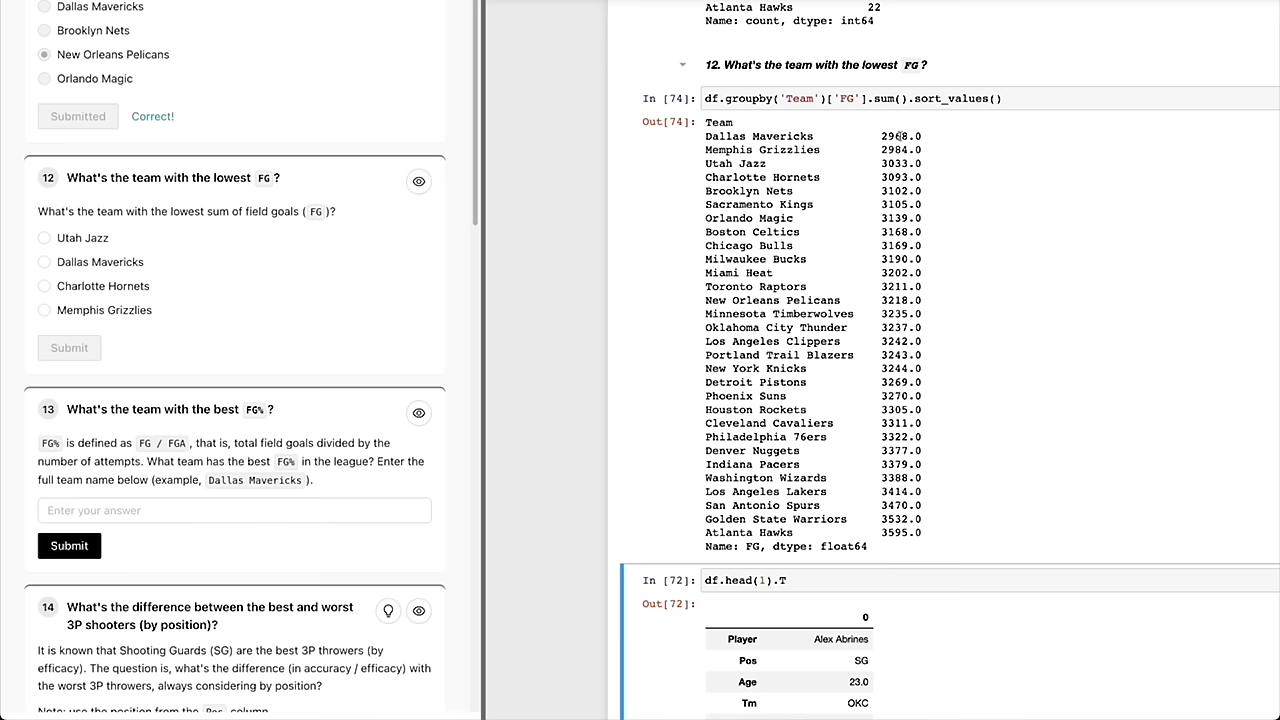 Dallas Mavericks
Brooklyn Nets
New Orleans Pelicans
Orlando Magic
Submitted Correct!
12 What's the team with the lowest FG ?
What's the team with the lowest sum of field goals ( FG )?
Utah Jazz
Dallas Mavericks
Charlotte Hornets
Memphis Grizzlies
Submit
13 What's the team with the best FG% ?
FG% is defined as FG / FGA , that is, total field goals divided by the
number of attempts. What team has the best FG% in the league? Enter the
full team name below (example, Dallas Mavericks ).
Enter your answer
Submit
14 What's the difference between the best and worst
3P shooters (by position)?
It is known that Shooting Guards (SG) are the best 3P throwers (by
efficacy). The question is, what's the difference (in accuracy / efficacy) with
the worst 3P throwers, always considering by position?
Note: use the position from the Pos column
Atlanta Hawks 22
Name: count, dtype: int64
12. What's the team with the lowest FG ?
In [74]: df.groupby('Team')['FG'].sum().sort_values()
Out[74]: Team
Dallas Mavericks 2968.0
Memphis Grizzlies 2984.0
Utah Jazz 3033.0
Charlotte Hornets 3093.0
Brooklyn Nets 3102.0
Sacramento Kings 3105.0
Orlando Magic 3139.0
Boston Celtics 3168.0
Chicago Bulls 3169.0
Milwaukee Bucks 3190.0
Miami Heat 3202.0
Toronto Raptors 3211.0
New Orleans Pelicans 3218.0
Minnesota Timberwolves 3235.0
Oklahoma City Thunder 3237.0
Los Angeles Clippers 3242.0
Portland Trail Blazers 3243.0
New York Knicks 3244.0
Detroit Pistons 3269.0
Phoenix Suns 3270.0
Houston Rockets 3305.0
Cleveland Cavaliers 3311.0
Philadelphia 76ers 3322.0
Denver Nuggets 3377.0
Indiana Pacers 3379.0
Washington Wizards 3388.0
Los Angeles Lakers 3414.0
San Antonio Spurs 3470.0
Golden State Warriors 3532.0
Atlanta Hawks 3595.0
Name: FG, dtype: float64
In [72]: df.head(1).T
Out[72]:
0
Player Alex Abrines
Pos SG
Age 23.0
Tm OKC